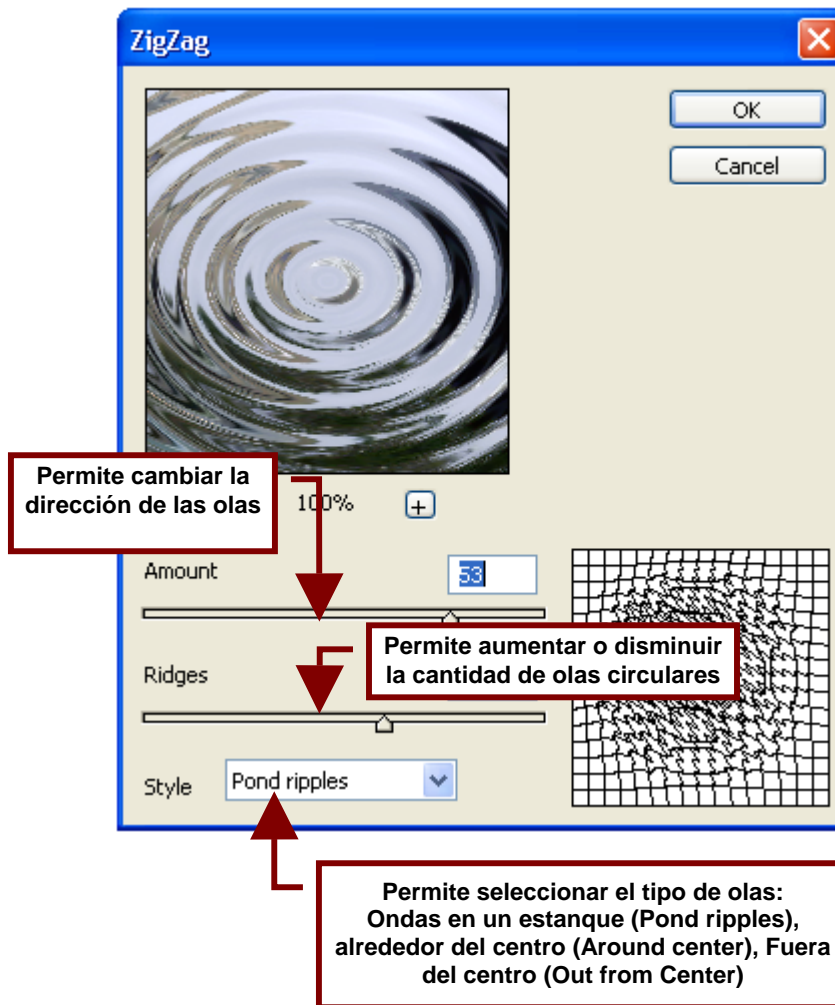 ZigZag
OK
Cancel
Permite cambiar la
dirección de las olas
100%
+
Amount
53
Permite aumentar o disminuir
la cantidad de olas circulares
Ridges
Style
Pond ripples
Permite seleccionar el tipo de olas:
Ondas en un estanque (Pond ripples),
alrededor del centro (Around center), Fuera
del centro (Out from Center)